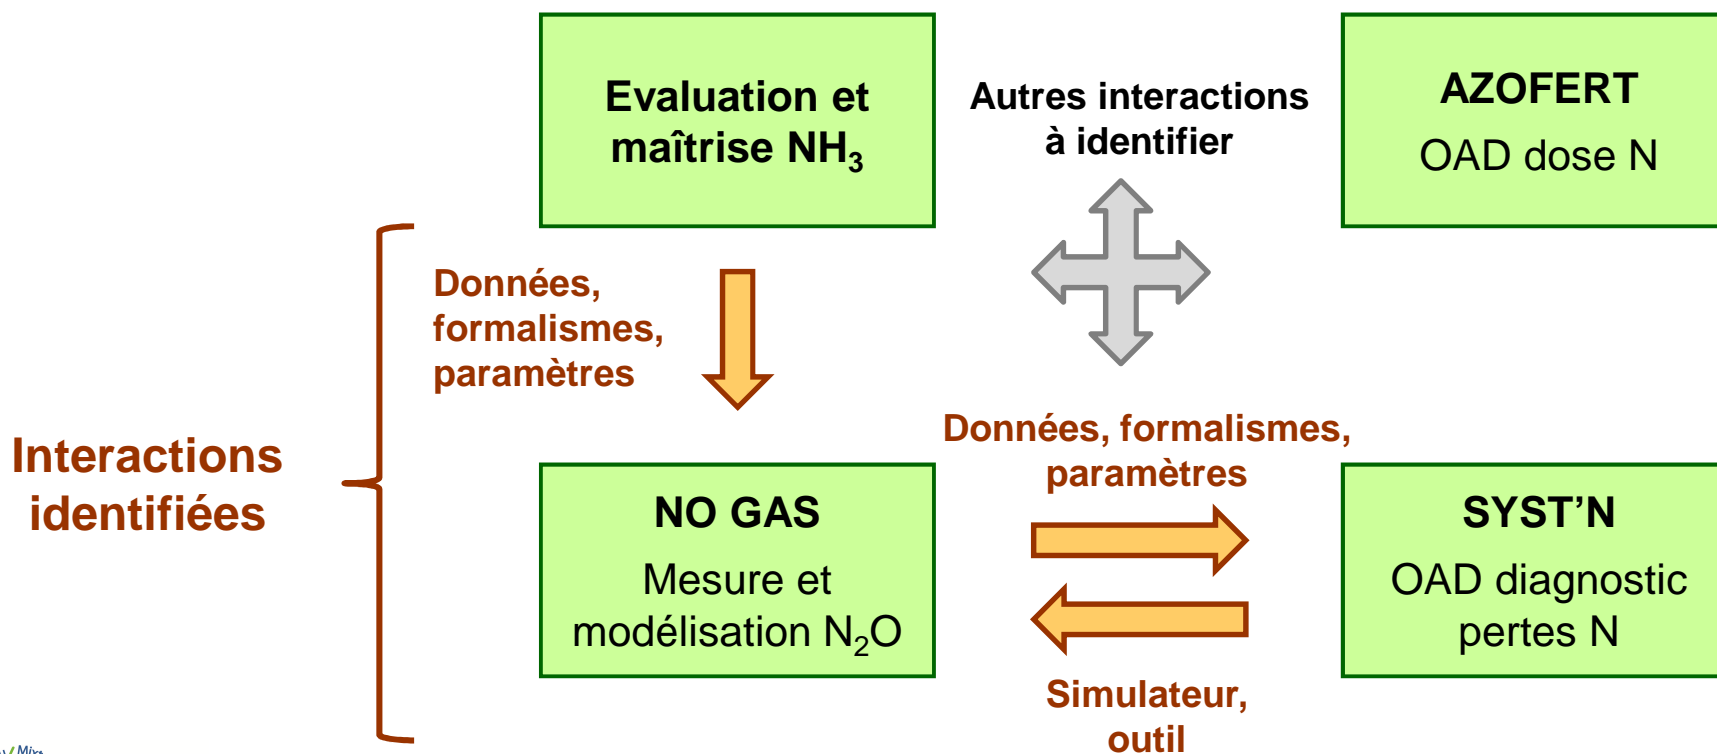 Evaluation et
maîtrise NH₃
Autres interactions
à identifier
AZOFERT
OAD dose N
Données,
formalismes,
paramètres
Interactions
identifiées
Données, formalismes,
paramètres
NO GAS
Mesure et
modélisation N₂O
SYST’N
OAD diagnostic
pertes N
Simulateur,
outil